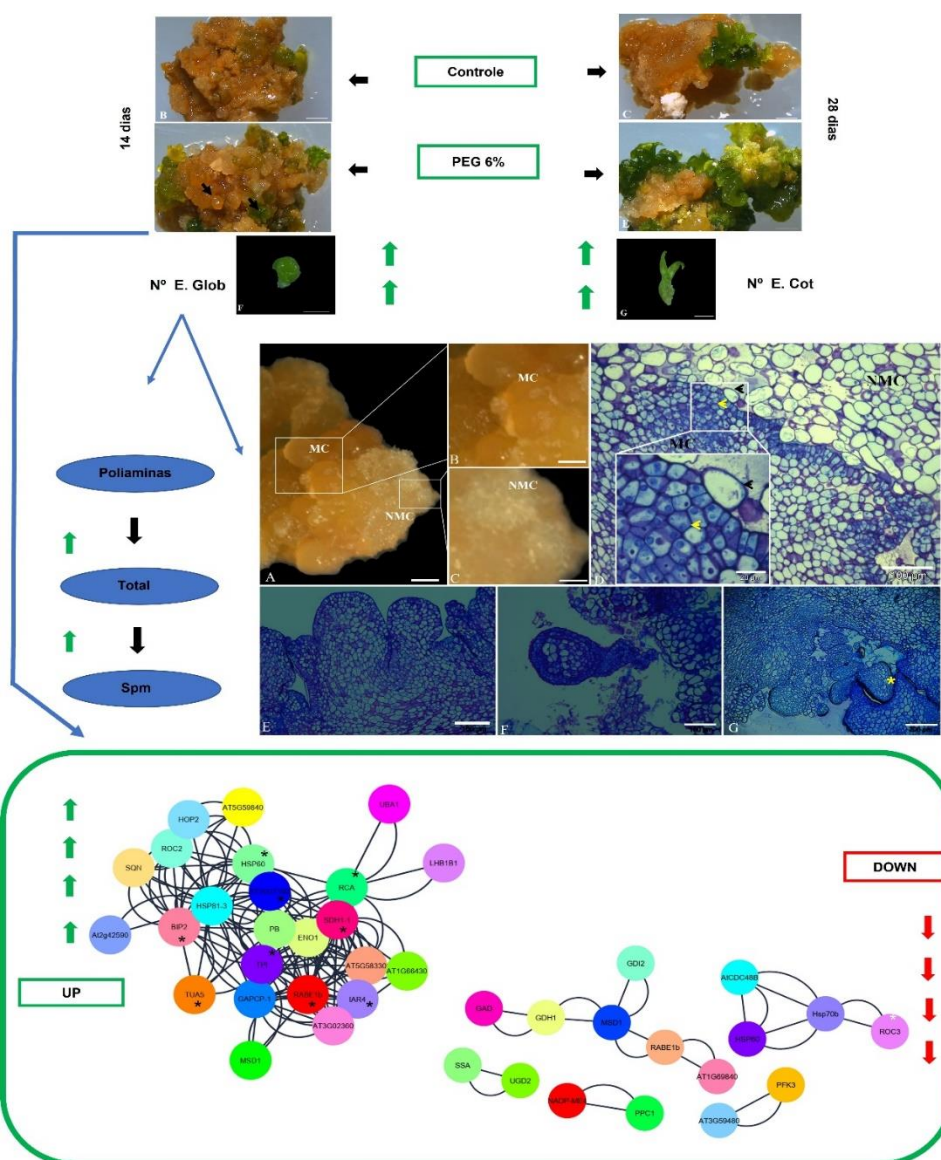 Controle
B
C
14 dias
28 dias
PEG 6%
Nº E. Glob
F
G
Nº E. Cot
MC
NMC
A
MC
B
NMC
C
NMC
MC
D
E
F
G
Poliaminas
Total
Spm
UP
DOWN
AT5G59840
HOP2
ROC2
SQN
HSP60
UBA1
RCA
LHB1B1
HSP81-3
BIP2
At2g42590
PB
ENO1
SDH1-1
AT5G58330
AT1G66430
TUA5
GAPCP-1
RABE1b
IAR4
AT3G02360
MSD1
GDI2
GAD
GDH1
MSD1
RABE1b
AT1G69840
SSA
UGD2
PPC1
AtCDC48B
HSP60
Hsp70b
ROC3
PFK3
AT3G59480